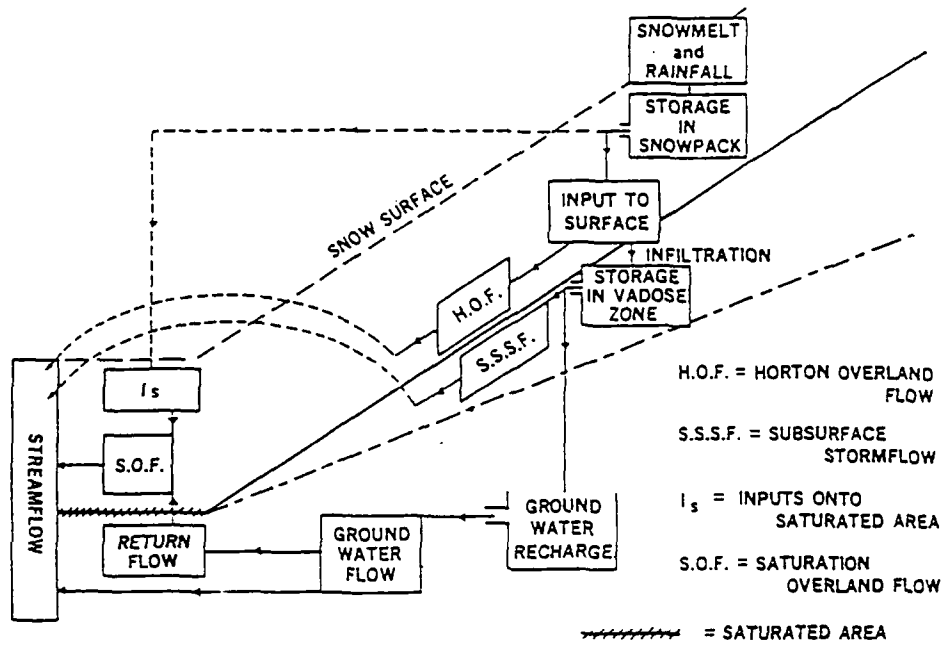 SNOWMELT
and
RAINFALL
STORAGE
IN
SNOWPACK
INPUT TO
SURFACE
SNOW SURFACE
INFILTRATION
STORAGE
IN VADOSE
ZONE
H.O.F.
S.S.S.F.
Is
S.O.F.
STREAMFLOW
RETURN
FLOW
GROUND
WATER
FLOW
GROUND
WATER
RECHARGE
H.O.F. = HORTON OVERLAND
FLOW
S.S.S.F. = SUBSURFACE
STORMFLOW
Is = INPUTS ONTO
SATURATED AREA
S.O.F. = SATURATION
OVERLAND FLOW
= SATURATED AREA